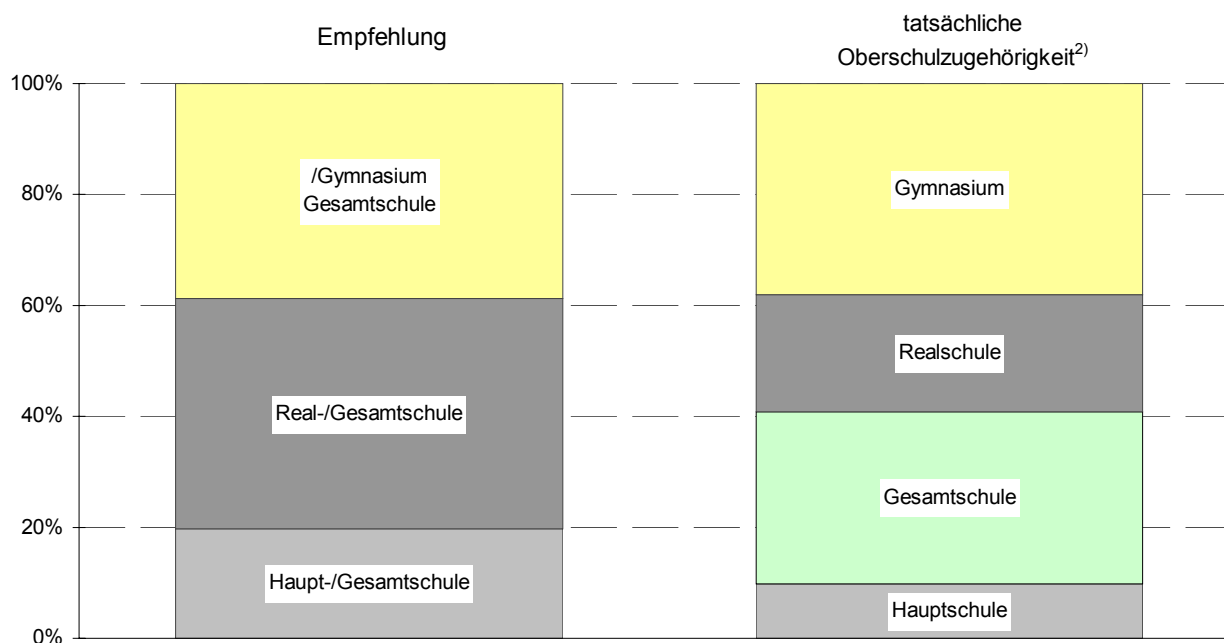 Empfehlung
tatsächliche
Oberschulzugehörigkeit2)
100%
80%
60%
40%
20%
0%
/Gymnasium
Gesamtschule
Real-/Gesamtschule
Haupt-/Gesamtschule
Gymnasium
Realschule
Gesamtschule
Hauptschule